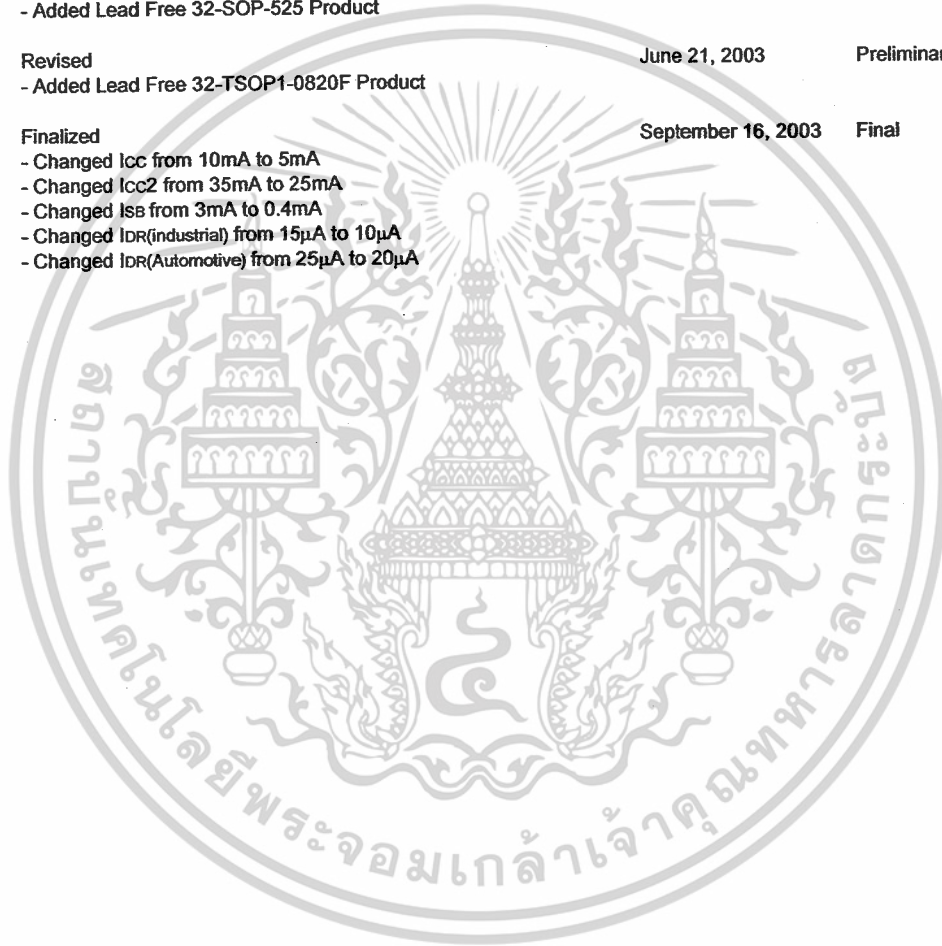 - Added Lead Free 32-SOP-525 Product
Revised June 21, 2003 Preliminar
- Added Lead Free 32-TSOP1-0820F Product
Finalized September 16, 2003 Final
- Changed ICC from 10mA to 5mA
- Changed ICC2 from 35mA to 25mA
- Changed ISB from 3mA to 0.4mA
- Changed IDR(industrial) from 15μA to 10μA
- Changed IDR(Automotive) from 25μA to 20μA
สถาบันเทคโนโลยีพระจอมเกล้าเจ้าคุณทหารลาดกระบัง